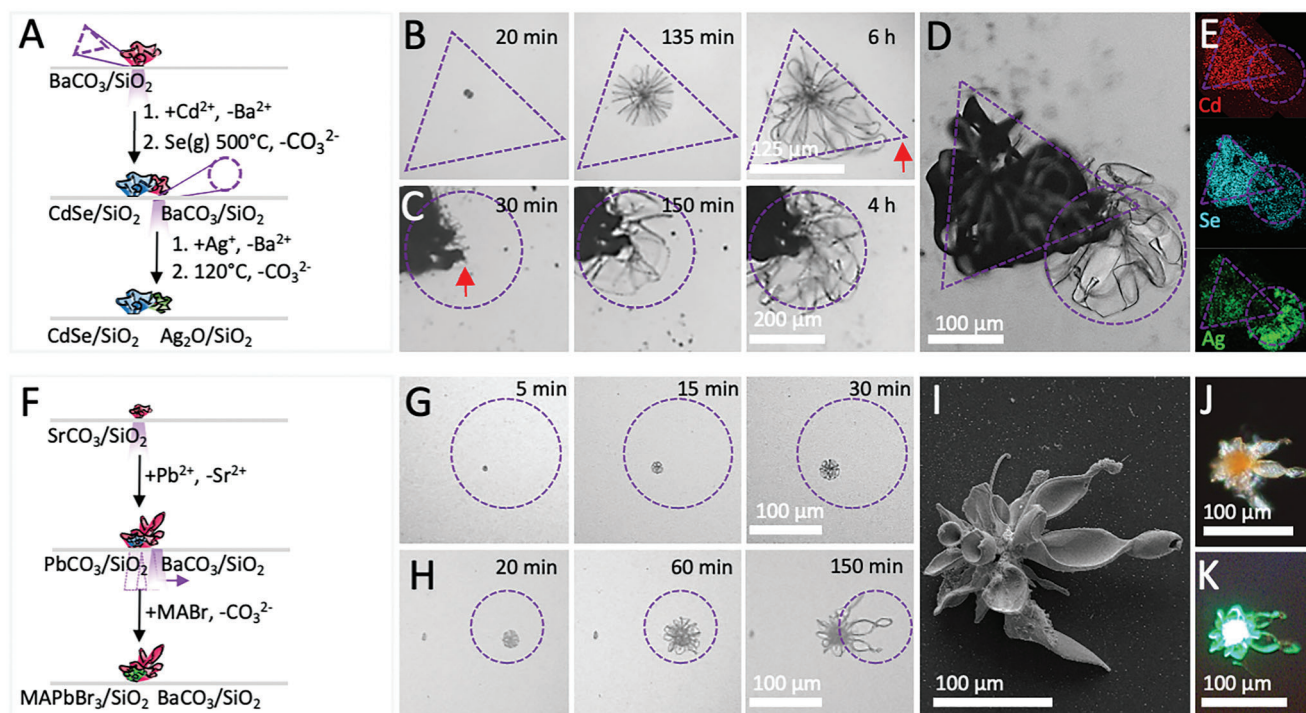 A
BaCO₃/SiO₂
1. +Cd²⁺, -Ba²⁺
2. Se(g) 500°C, -CO₃²⁻
CdSe/SiO₂ BaCO₃/SiO₂
1. +Ag⁺, -Ba²⁺
2. 120°C, -CO₃²⁻
CdSe/SiO₂ Ag₂O/SiO₂
B
20 min
135 min
6 h
125 µm
C
30 min
150 min
4 h
200 µm
D
100 µm
E
Cd
Se
Ag
F
SrCO₃/SiO₂
+Pb²⁺, -Sr²⁺
PbCO₃/SiO₂ BaCO₃/SiO₂
+MABr, -CO₃²⁻
MAPbBr₃/SiO₂ BaCO₃/SiO₂
G
5 min
15 min
30 min
100 µm
H
20 min
60 min
150 min
100 µm
I
100 µm
J
100 µm
K
100 µm